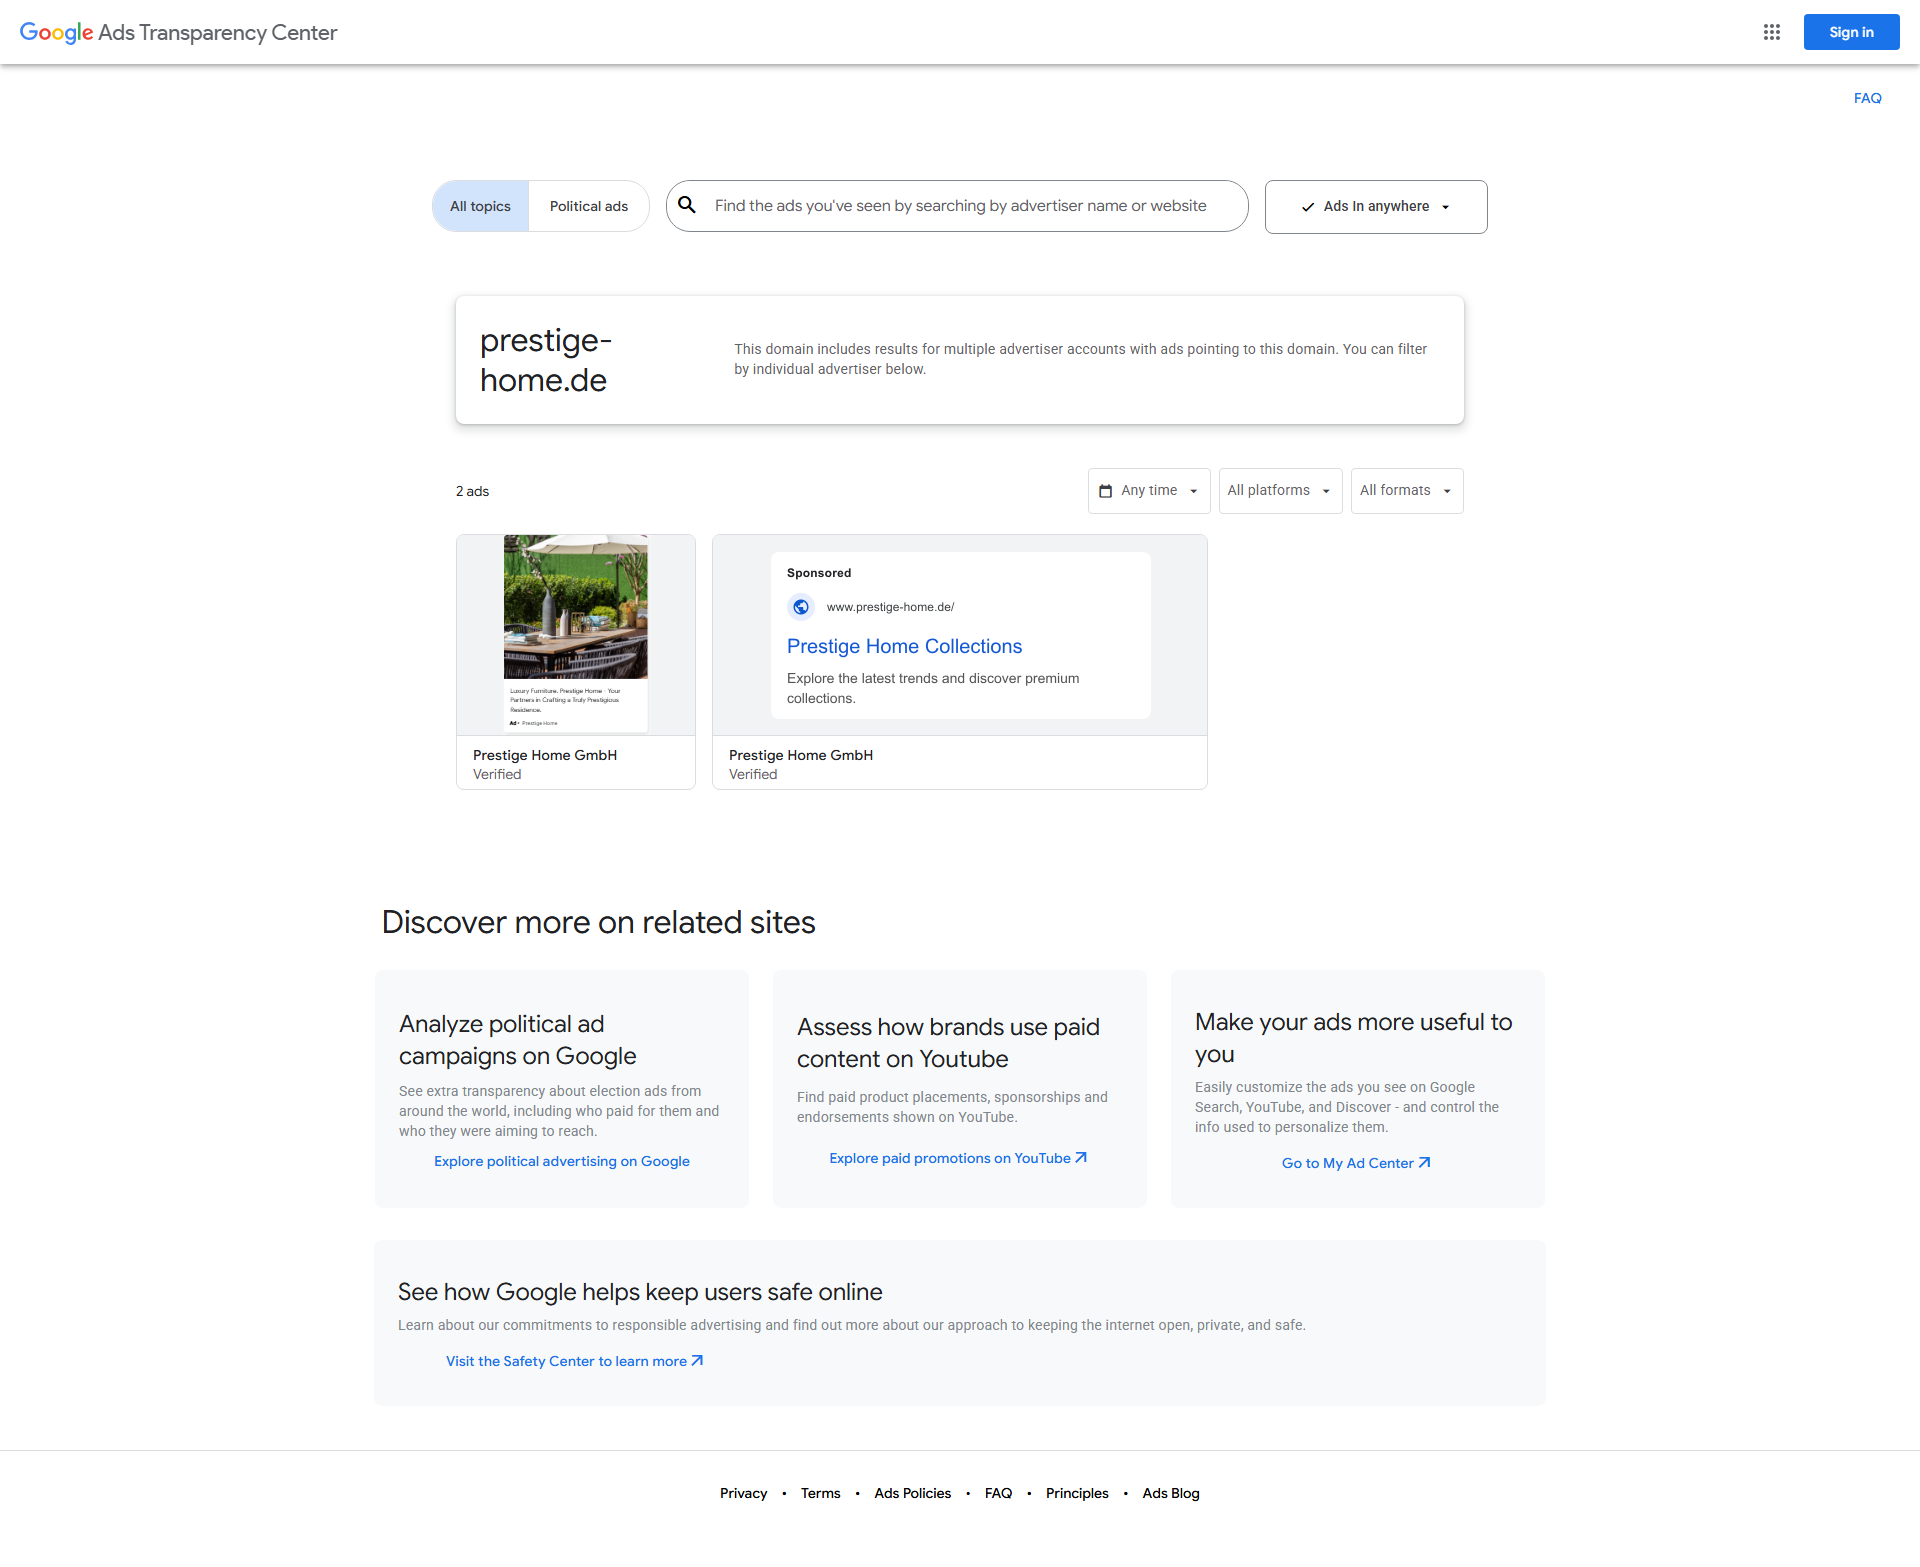 Google Ads Transparency Center
Sign in
FAQ
All topics
Political ads
Find the ads you've seen by searching by advertiser name or website
Ads In anywhere
prestige-
home.de
This domain includes results for multiple advertiser accounts with ads pointing to this domain. You can filter
by individual advertiser below.
2 ads
Any time
All platforms
All formats
Luxury Furniture. Prestige Home - Your
Partners in Crafting a Truly Prestigious
Residence.
Ad • Prestige Home
Prestige Home GmbH
Verified
Sponsored
www.prestige-home.de/
Prestige Home Collections
Explore the latest trends and discover premium
collections.
Prestige Home GmbH
Verified
Discover more on related sites
Analyze political ad
campaigns on Google
See extra transparency about election ads from
around the world, including who paid for them and
who they were aiming to reach.
Explore political advertising on Google
Assess how brands use paid
content on Youtube
Find paid product placements, sponsorships and
endorsements shown on YouTube.
Explore paid promotions on YouTube
Make your ads more useful to
you
Easily customize the ads you see on Google
Search, YouTube, and Discover - and control the
info used to personalize them.
Go to My Ad Center
See how Google helps keep users safe online
Learn about our commitments to responsible advertising and find out more about our approach to keeping the internet open, private, and safe.
Visit the Safety Center to learn more
Privacy • Terms • Ads Policies • FAQ • Principles • Ads Blog